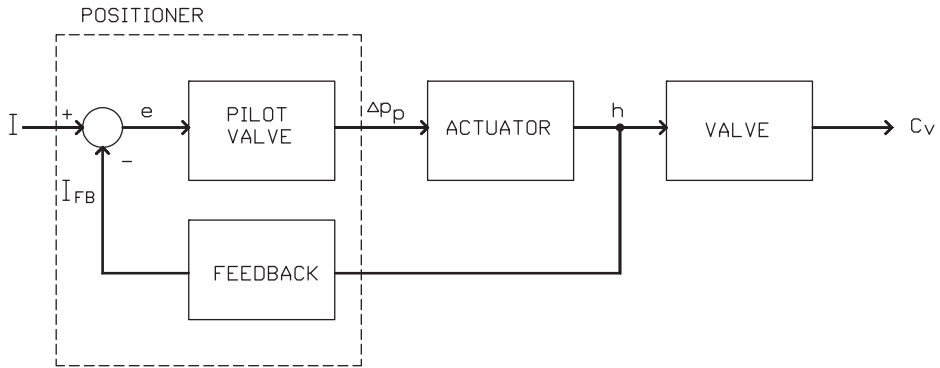 POSITIONER
I
+
e
PILOT
VALVE
Δpp
ACTUATOR
h
VALVE
Cv
−
IFB
FEEDBACK